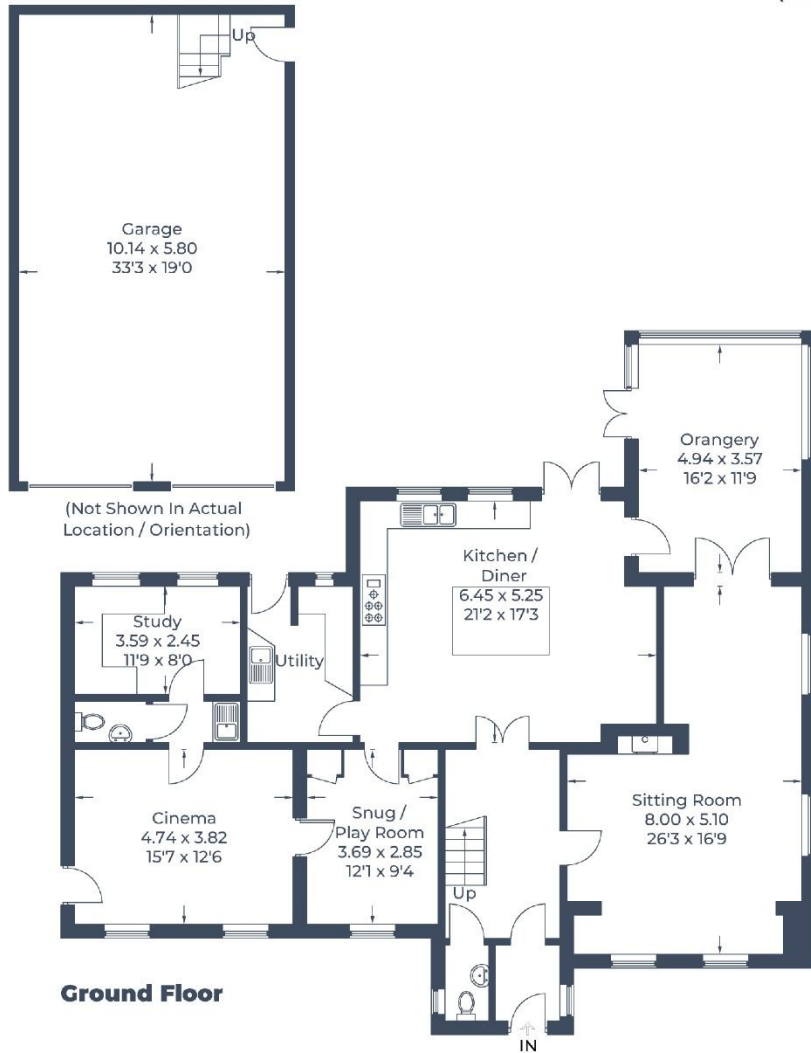 Up
Garage
10.14 x 5.80
33'3 x 19'0
(Not Shown In Actual
Location / Orientation)
Orangery
4.94 x 3.57
16'2 x 11'9
Kitchen /
Diner
6.45 x 5.25
21'2 x 17'3
Study
3.59 x 2.45
11'9 x 8'0
Utility
Cinema
4.74 x 3.82
15'7 x 12'6
Snug /
Play Room
3.69 x 2.85
12'1 x 9'4
Up
Sitting Room
8.00 x 5.10
26'3 x 16'9
Ground Floor
IN